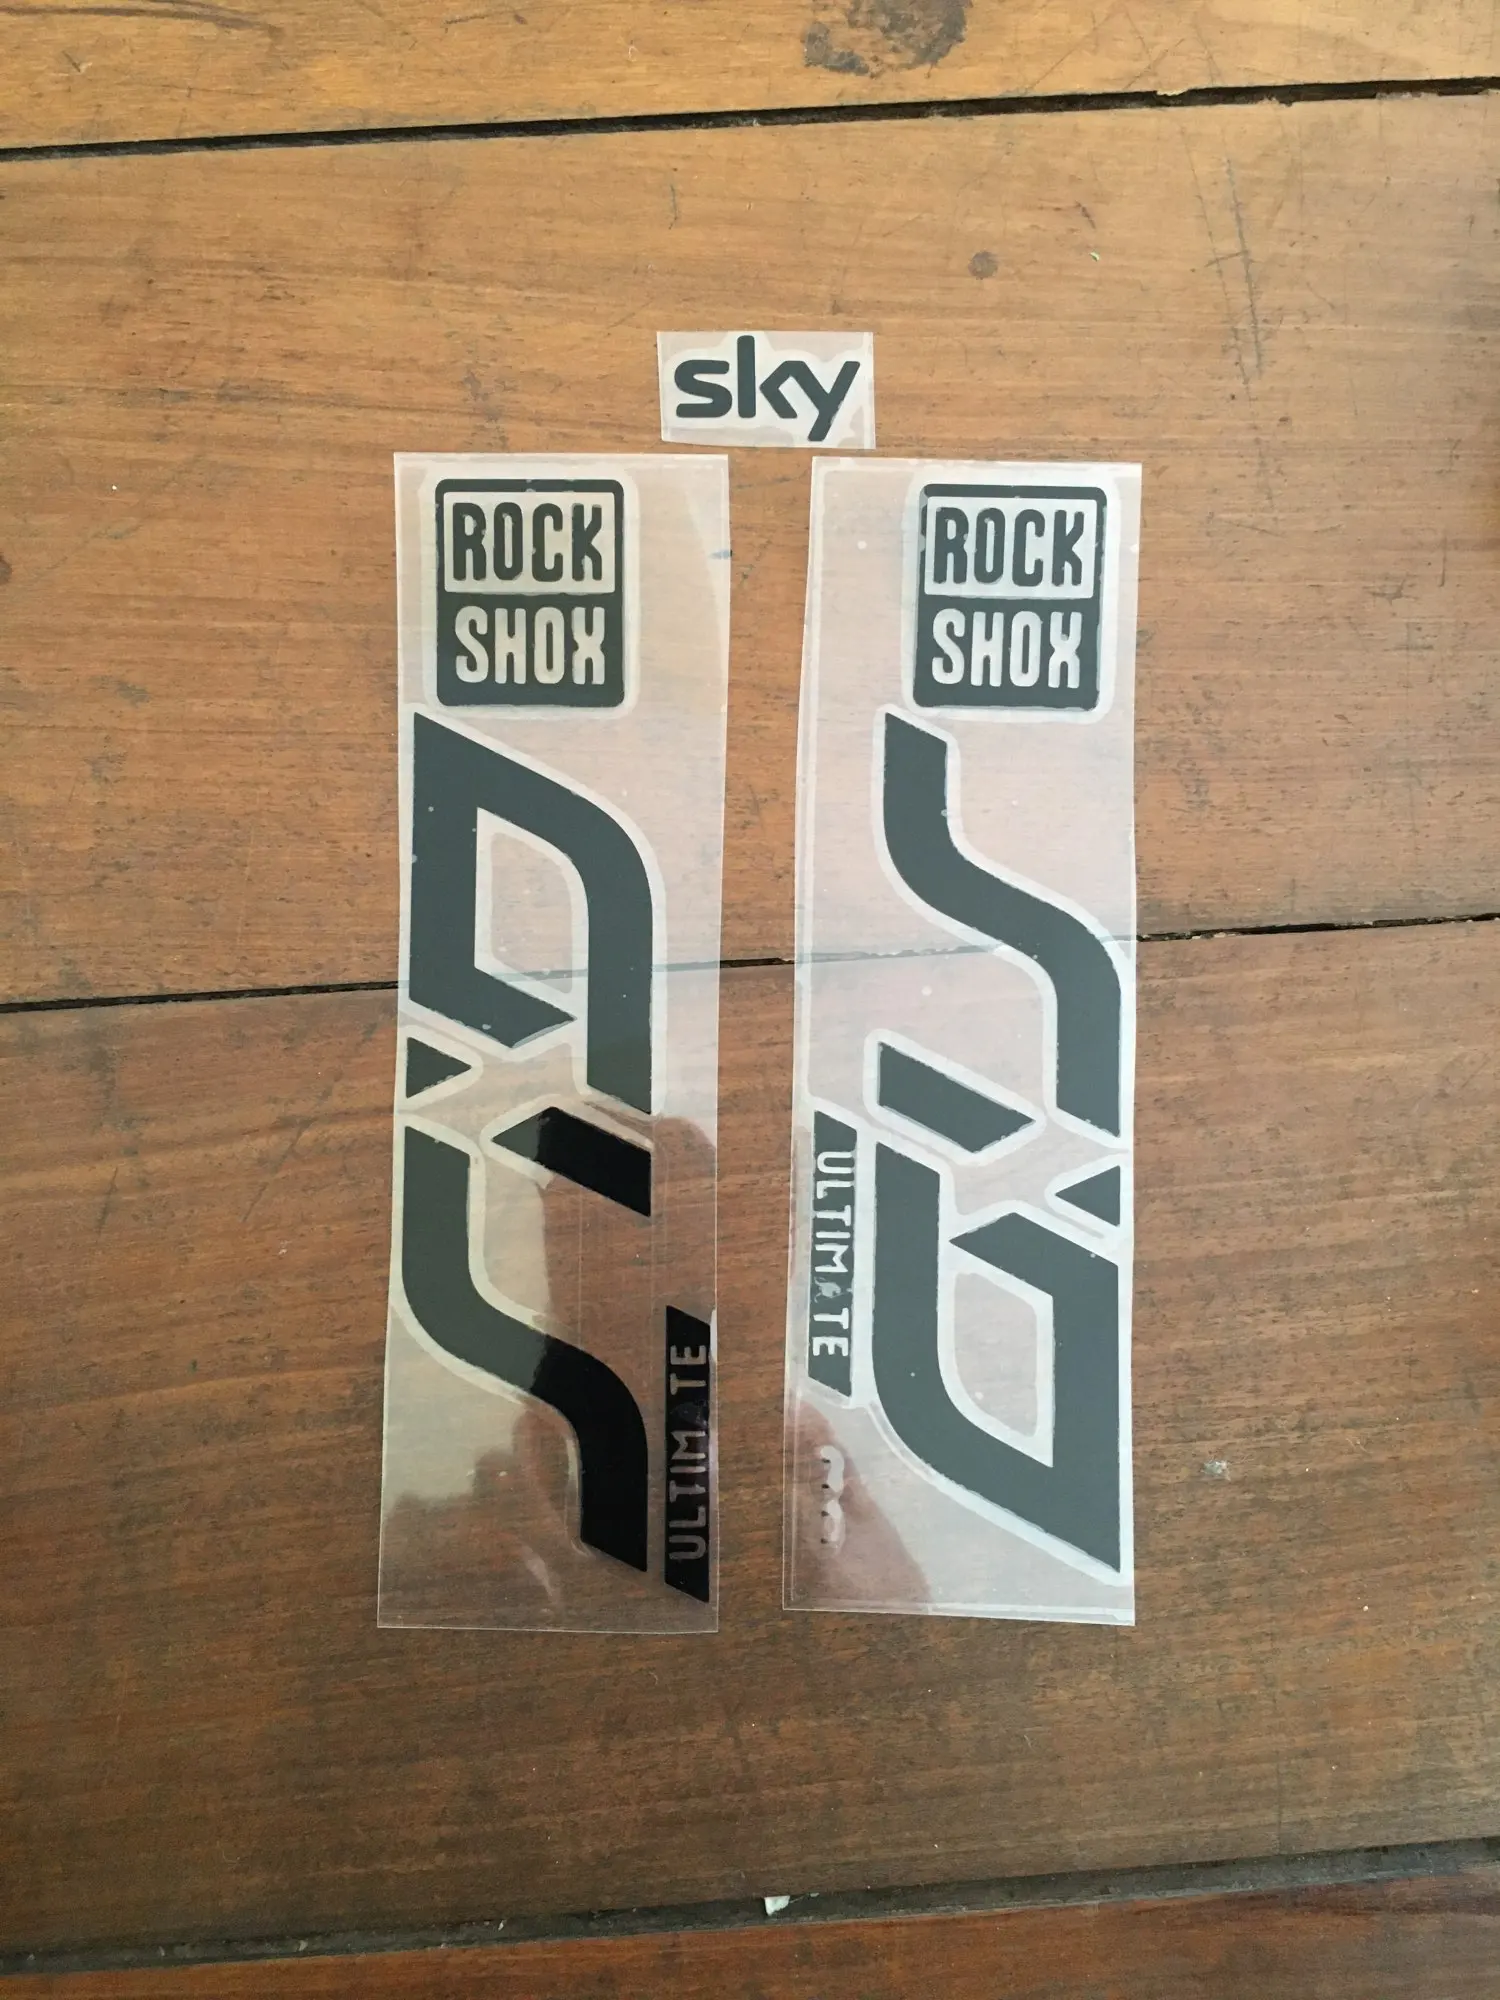 sky
ROCK
SHOX
SID
ULTIMATE
ROCK
SHOX
SID
ULTIMATE